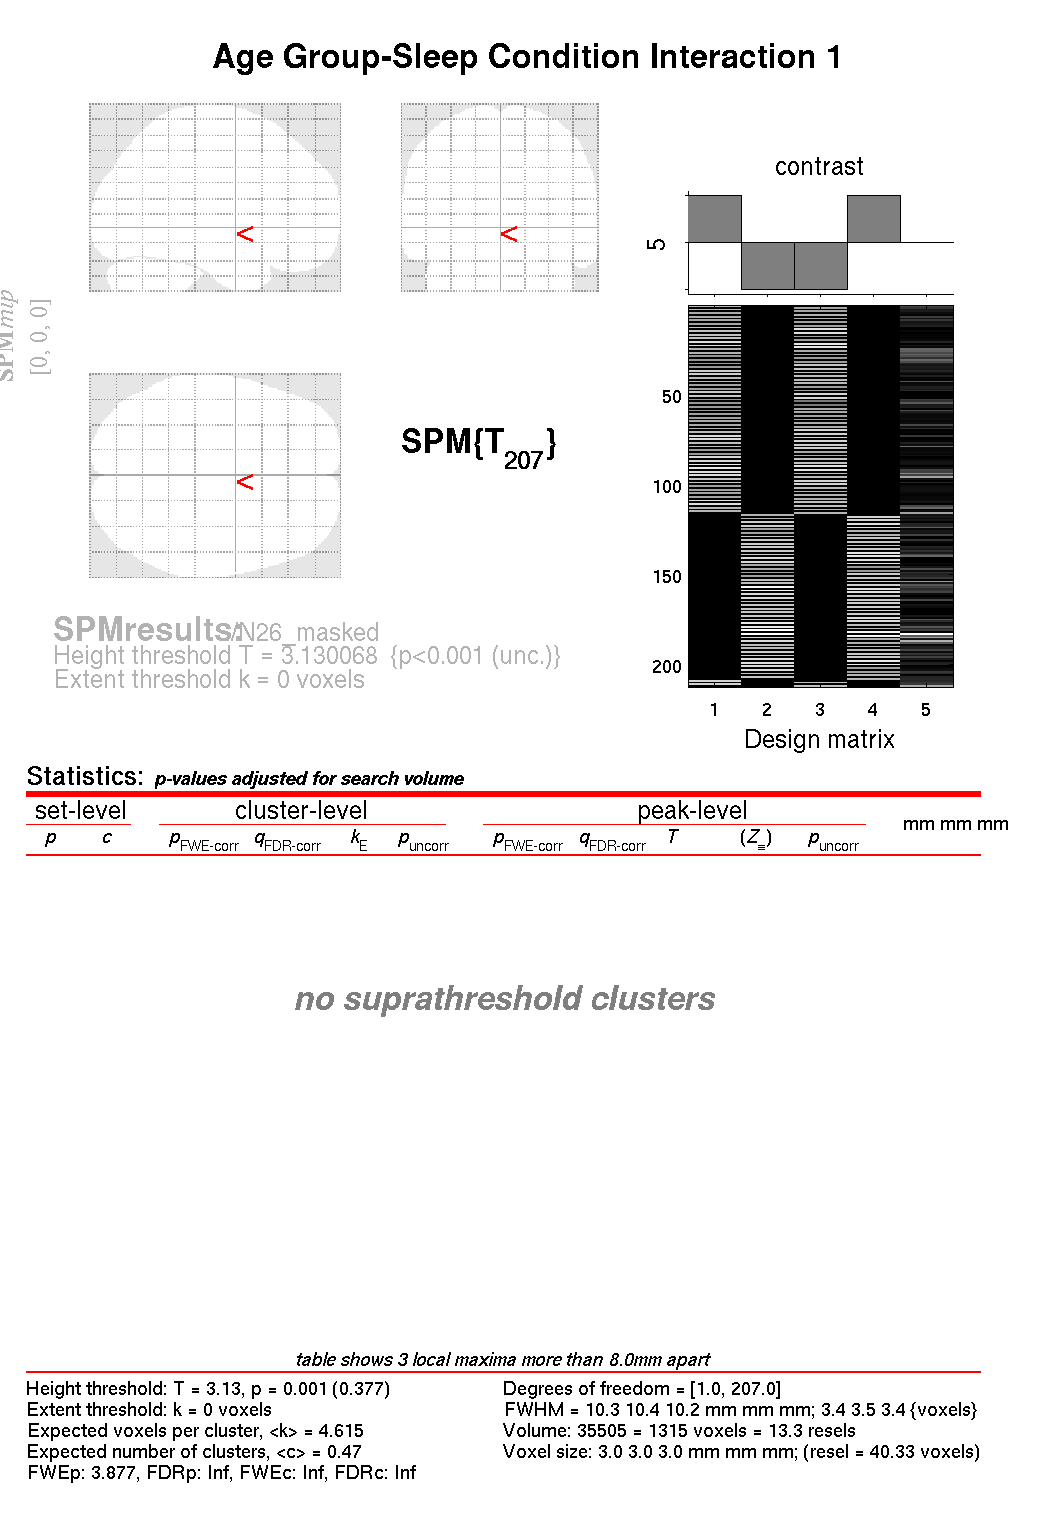 Age Group-Sleep Condition Interaction 1
contrast
5
<
<
<
SPMmip
[0, 0, 0]
SPM{T207}
50
100
150
200
1 2 3 4 5
Design matrix
SPMresults: ./N26_masked
Height threshold T = 3.130068 {p<0.001 (unc.)}
Extent threshold k = 0 voxels
Statistics: p-values adjusted for search volume
set-level cluster-level peak-level mm mm mm
p c pFWE-corr qFDR-corr kE puncorr pFWE-corr qFDR-corr T (Z≡) puncorr
no suprathreshold clusters
table shows 3 local maxima more than 8.0mm apart
Height threshold: T = 3.13, p = 0.001 (0.377)
Extent threshold: k = 0 voxels
Expected voxels per cluster, <k> = 4.615
Expected number of clusters, <c> = 0.47
FWEp: 3.877, FDRp: Inf, FWEc: Inf, FDRc: Inf
Degrees of freedom = [1.0, 207.0]
FWHM = 10.3 10.4 10.2 mm mm mm; 3.4 3.5 3.4 {voxels}
Volume: 35505 = 1315 voxels = 13.3 resels
Voxel size: 3.0 3.0 3.0 mm mm mm; (resel = 40.33 voxels)